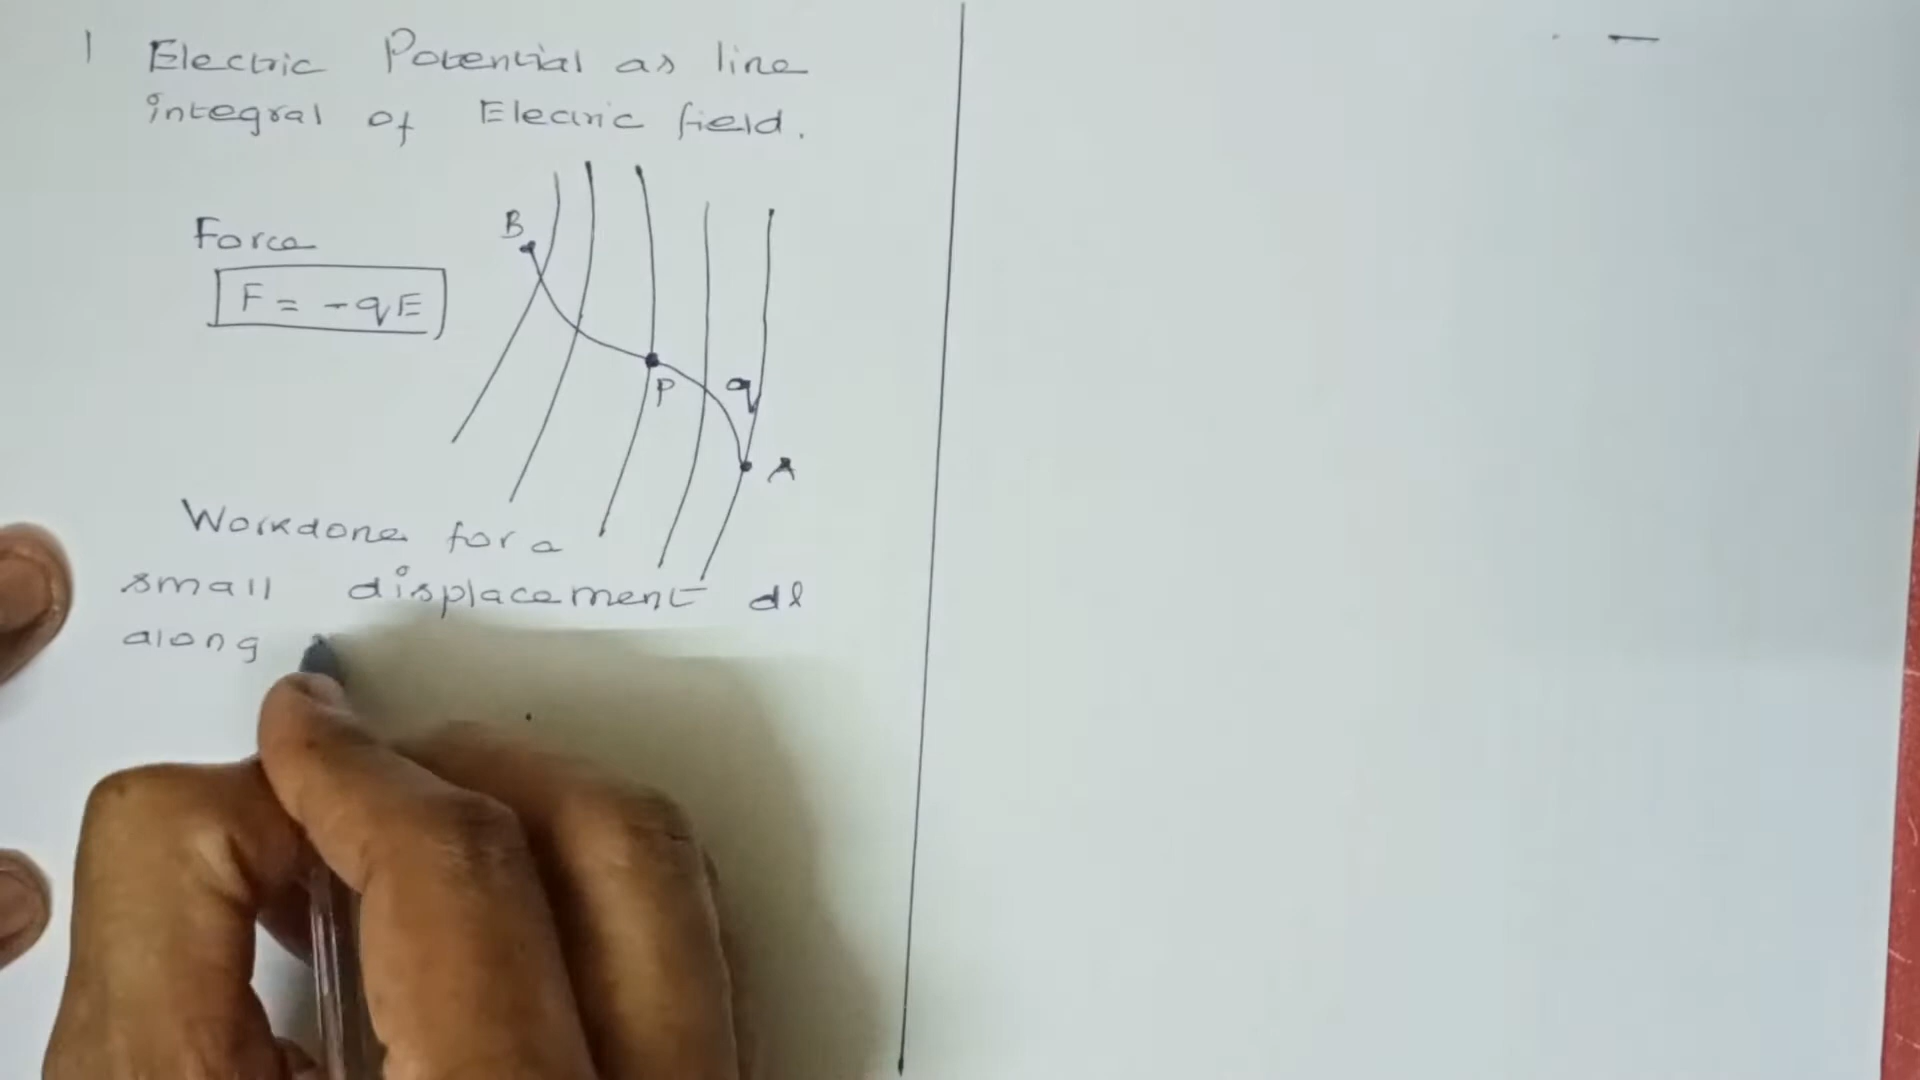 1 Electric Potential as line
integral of Electric field.
Force
F = -qE
B
P
q
A
Workdone for a
small displacement dl
along